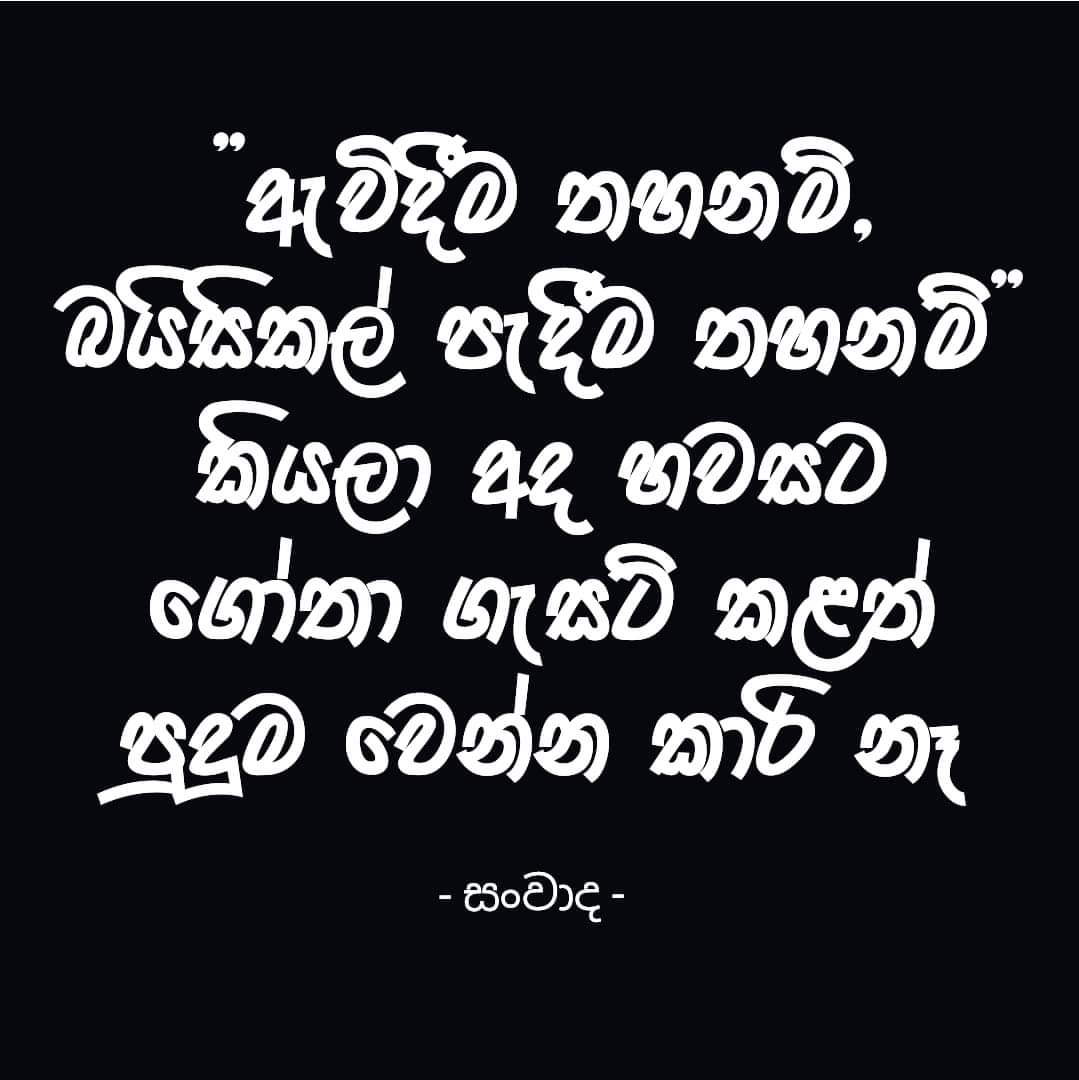 "ඇවිදීම තහනම්,
බයිසිකල් පැදීම තහනම්"
කියලා අද හවසට
ගෝතා ගැසට් කළත්
පුදුම වෙන්න කාරි නෑ
- සංවාද -